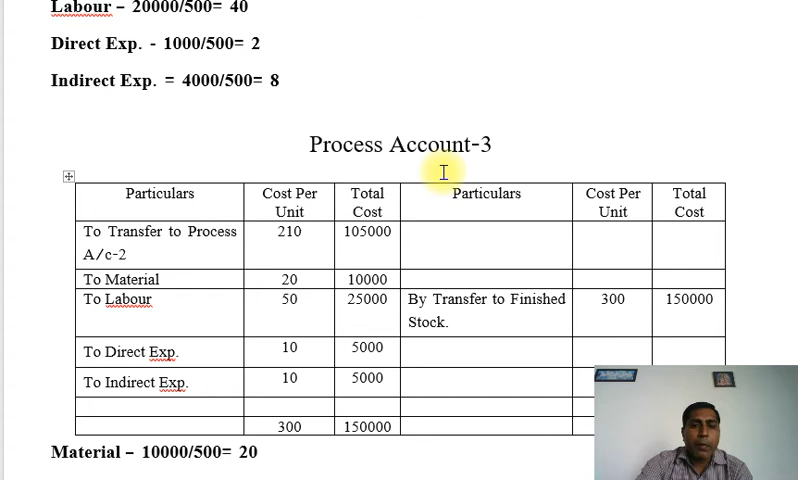 Labour – 20000/500= 40
Direct Exp. - 1000/500= 2
Indirect Exp. = 4000/500= 8
Process Account-3
Particulars Cost Per Unit Total Cost Particulars Cost Per Unit Total Cost
To Transfer to Process A/c-2 210 105000
To Material 20 10000
To Labour 50 25000 By Transfer to Finished Stock. 300 150000
To Direct Exp. 10 5000
To Indirect Exp. 10 5000
300 150000
Material – 10000/500= 20